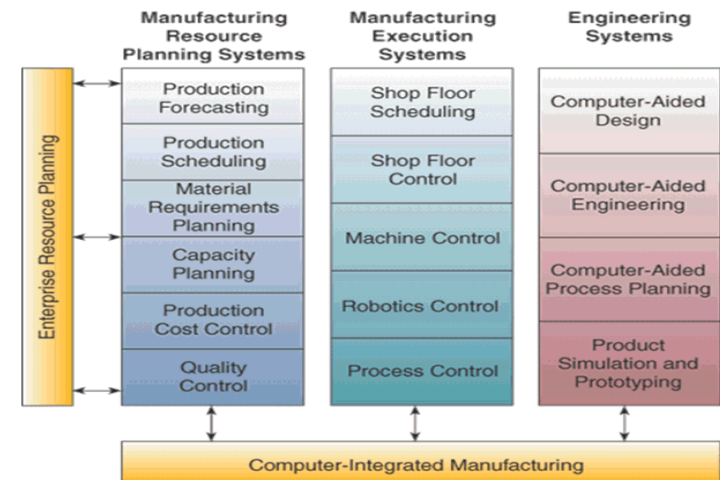 Manufacturing
Resource
Planning Systems
Manufacturing
Execution
Systems
Engineering
Systems
Enterprise Resource Planning
Production
Forecasting
Production
Scheduling
Material
Requirements
Planning
Capacity
Planning
Production
Cost Control
Quality
Control
Shop Floor
Scheduling
Shop Floor
Control
Machine Control
Robotics Control
Process Control
Computer-Aided
Design
Computer-Aided
Engineering
Computer-Aided
Process Planning
Product
Simulation and
Prototyping
Computer-Integrated Manufacturing